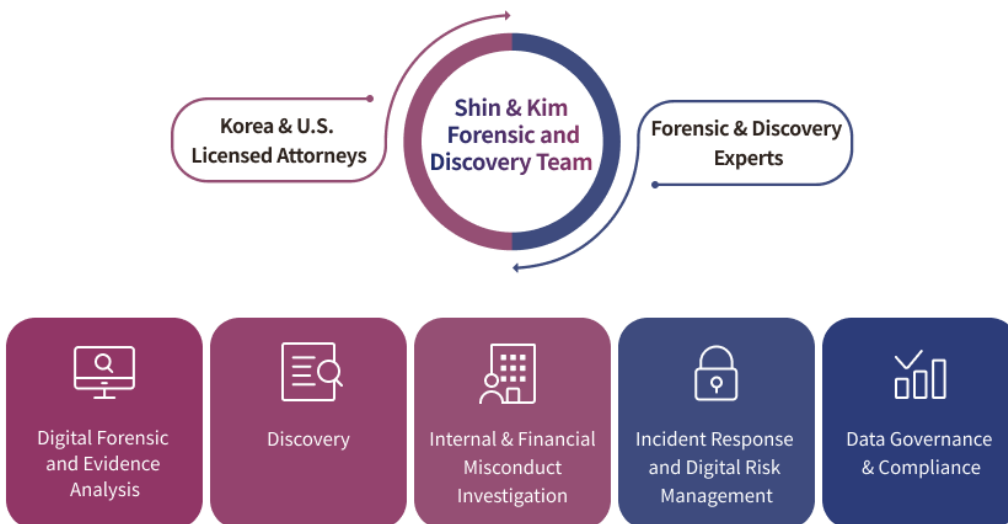 Shin & Kim
Forensic and
Discovery Team
Korea & U.S.
Licensed Attorneys
Forensic & Discovery
Experts
Digital Forensic
and Evidence
Analysis
Discovery
Internal & Financial
Misconduct
Investigation
Incident Response
and Digital Risk
Management
Data Governance
& Compliance